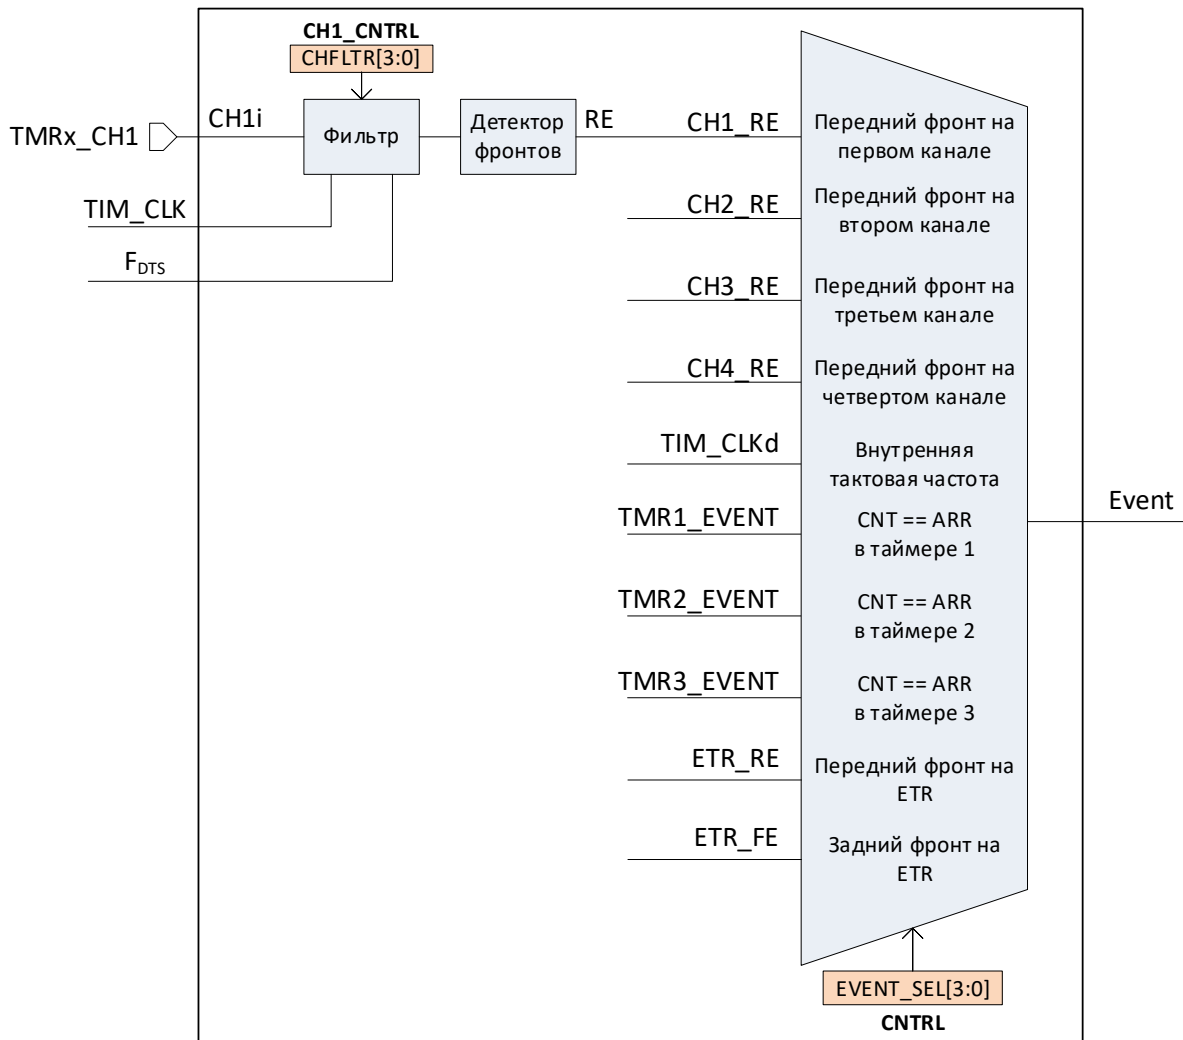 CH1_CNTRL
CHFLTR[3:0]
TMRx_CH1
CH1i
Фильтр
Детектор
фронтов
RE
CH1_RE
Передний фронт на
первом канале
TIM_CLK
FDTS
CH2_RE
Передний фронт на
втором канале
CH3_RE
Передний фронт на
третьем канале
CH4_RE
Передний фронт на
четвертом канале
TIM_CLKd
Внутренняя
тактовая частота
TMR1_EVENT
CNT == ARR
в таймере 1
Event
TMR2_EVENT
CNT == ARR
в таймере 2
TMR3_EVENT
CNT == ARR
в таймере 3
ETR_RE
Передний фронт на
ETR
ETR_FE
Задний фронт на
ETR
EVENT_SEL[3:0]
CNTRL